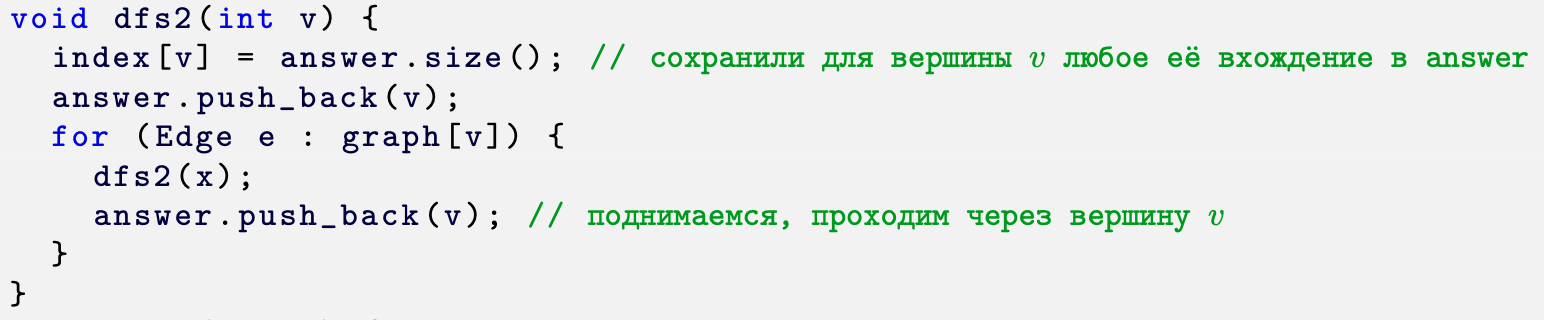 void dfs2(int v) {
  index[v] = answer.size(); // сохранили для вершины v любое её вхождение в answer
  answer.push_back(v);
  for (Edge e : graph[v]) {
    dfs2(x);
    answer.push_back(v); // поднимаемся, проходим через вершину v
  }
}